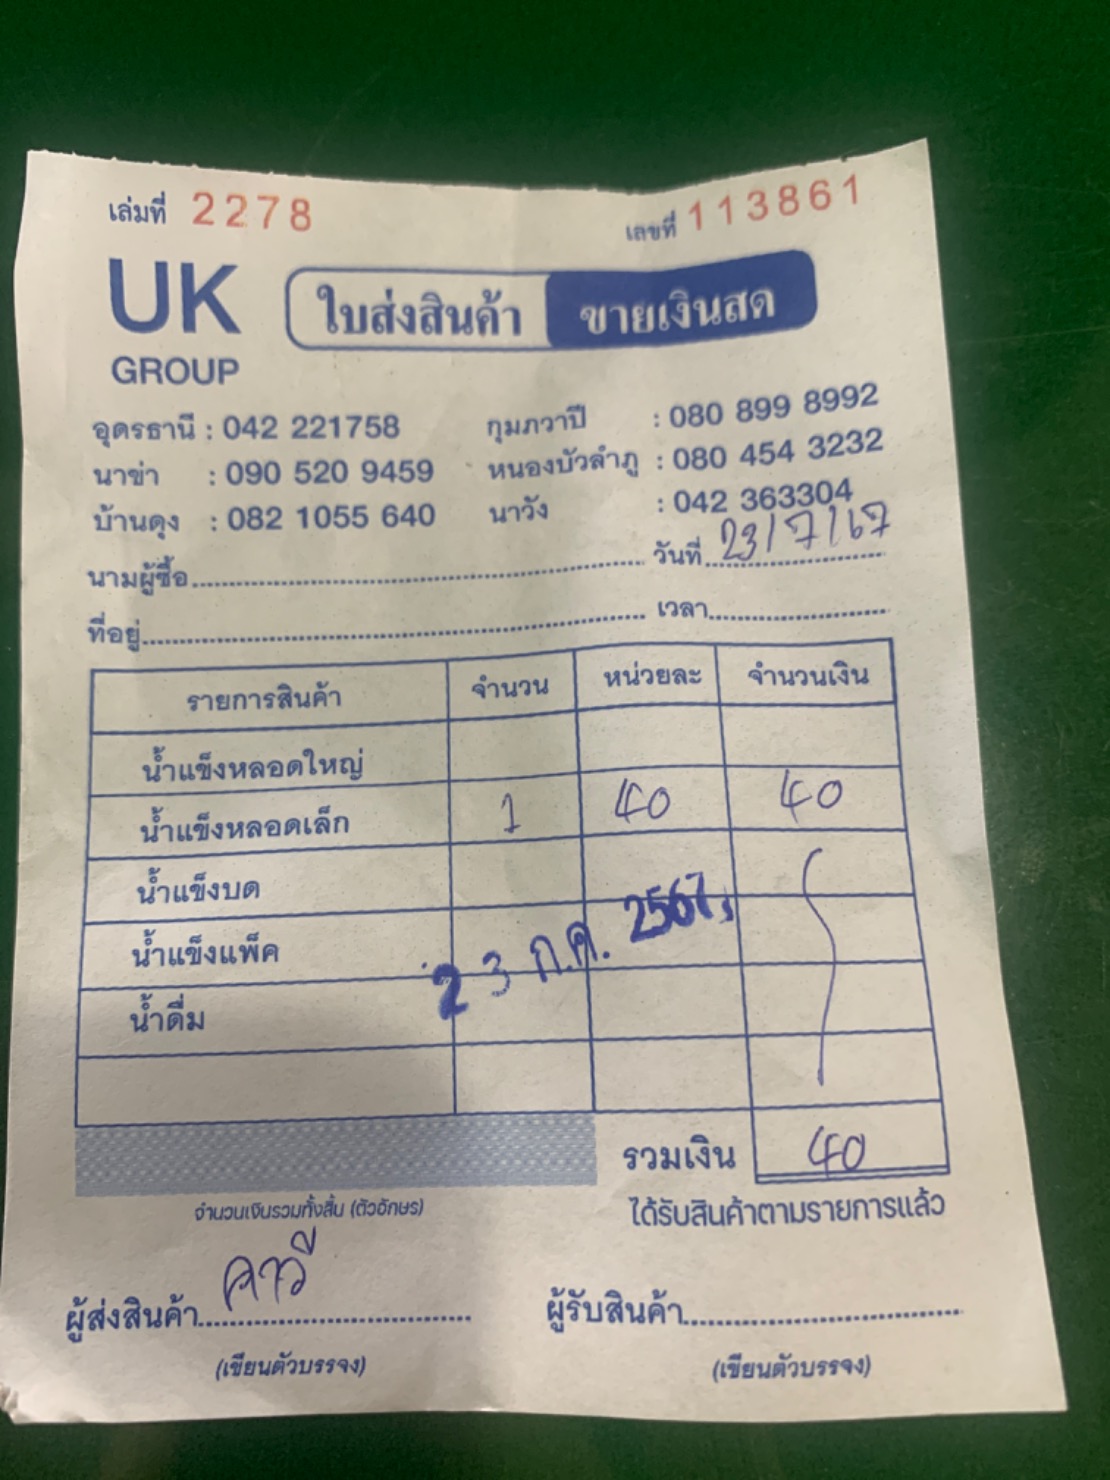 เล่มที่ 2278 เลขที่ 113861
UK GROUP
ใบส่งสินค้า ขายเงินสด
อุดรธานี : 042 221758 กุมภวาปี : 080 899 8992
นาข่า : 090 520 9459 หนองบัวลำภู : 080 454 3232
บ้านดุง : 082 1055 640 นาวัง : 042 363304
นามผู้ซื้อ วันที่ 23/7/67
ที่อยู่ เวลา
รายการสินค้า จำนวน หน่วยละ จำนวนเงิน
น้ำแข็งหลอดใหญ่
น้ำแข็งหลอดเล็ก 1 40 40
น้ำแข็งบด
น้ำแข็งแพ็ค
23 ก.ค. 2567
น้ำดื่ม
รวมเงิน 40
จำนวนเงินรวมทั้งสิ้น (ตัวอักษร) ได้รับสินค้าตามรายการแล้ว
ผู้ส่งสินค้า คาวี ผู้รับสินค้า
(เขียนตัวบรรจง) (เขียนตัวบรรจง)